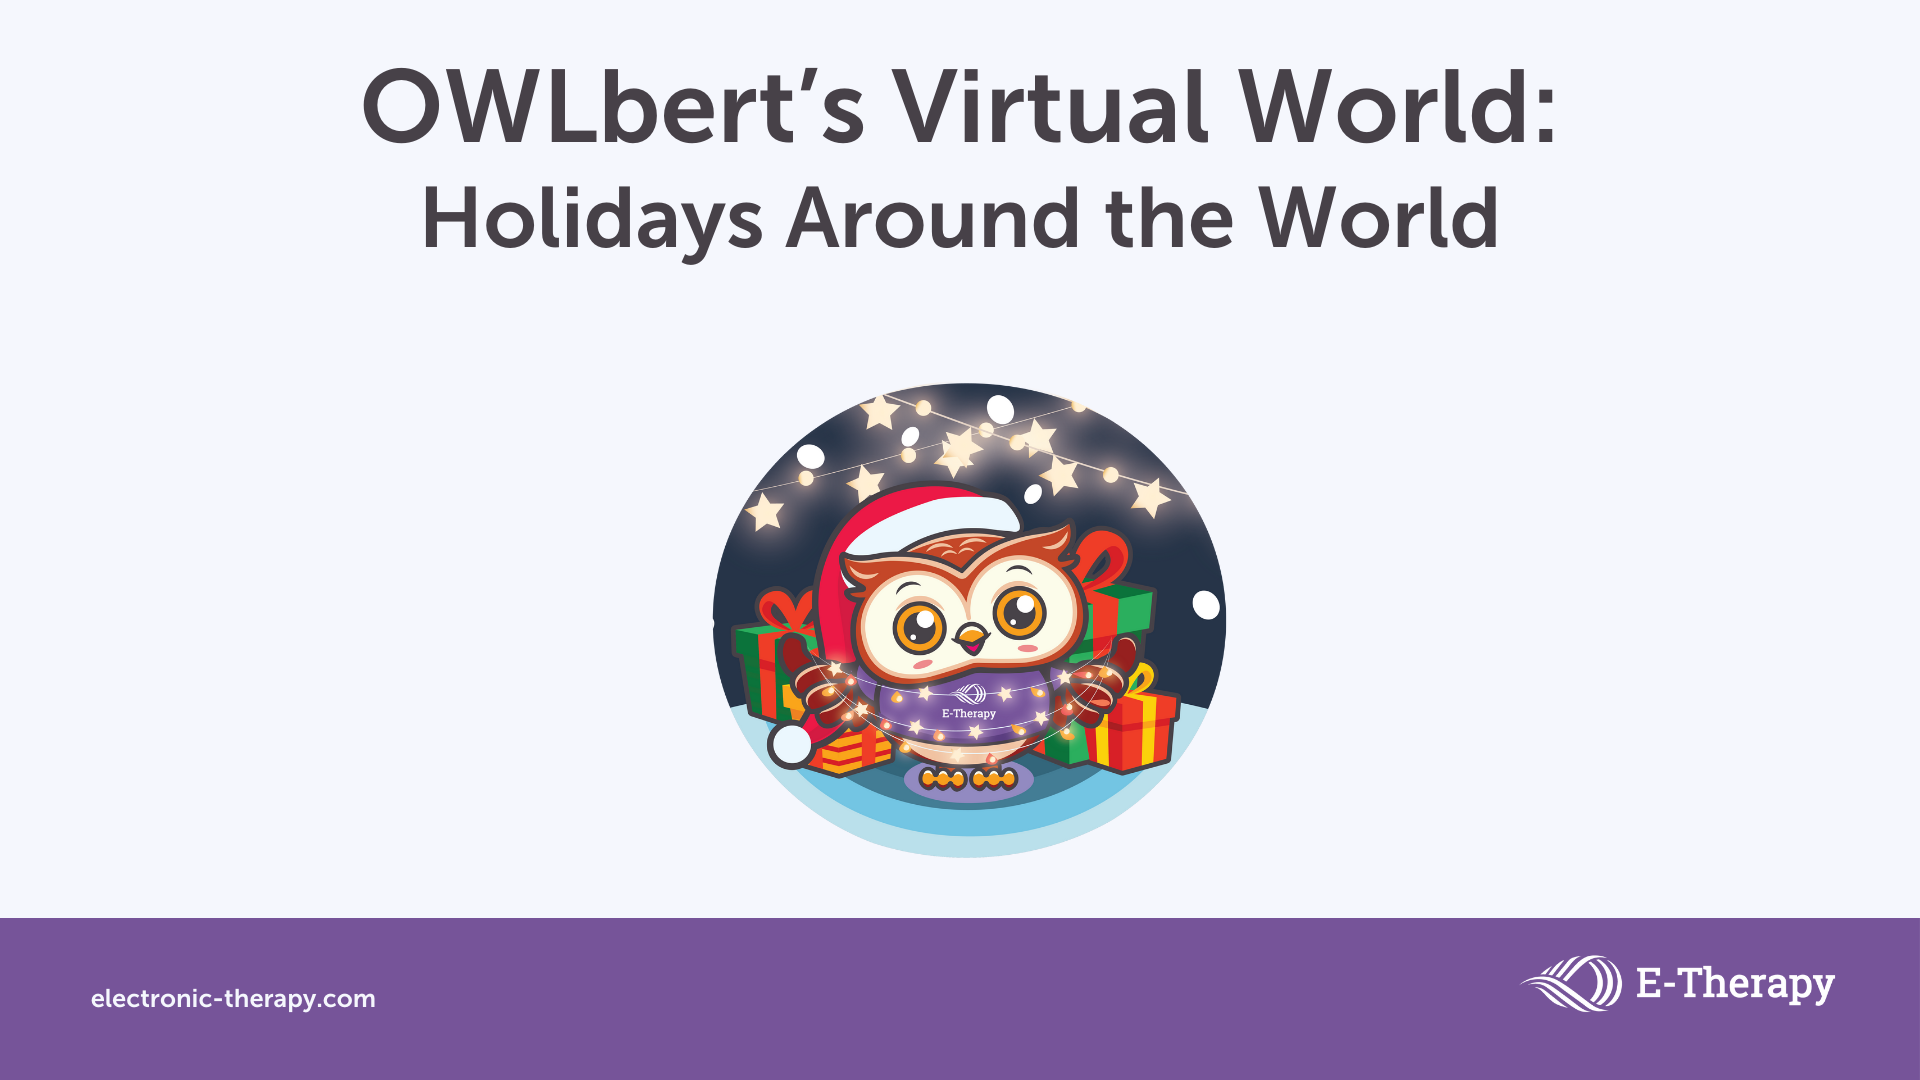 OWLbert’s Virtual World:
Holidays Around the World
E-Therapy
electronic-therapy.com
E-Therapy